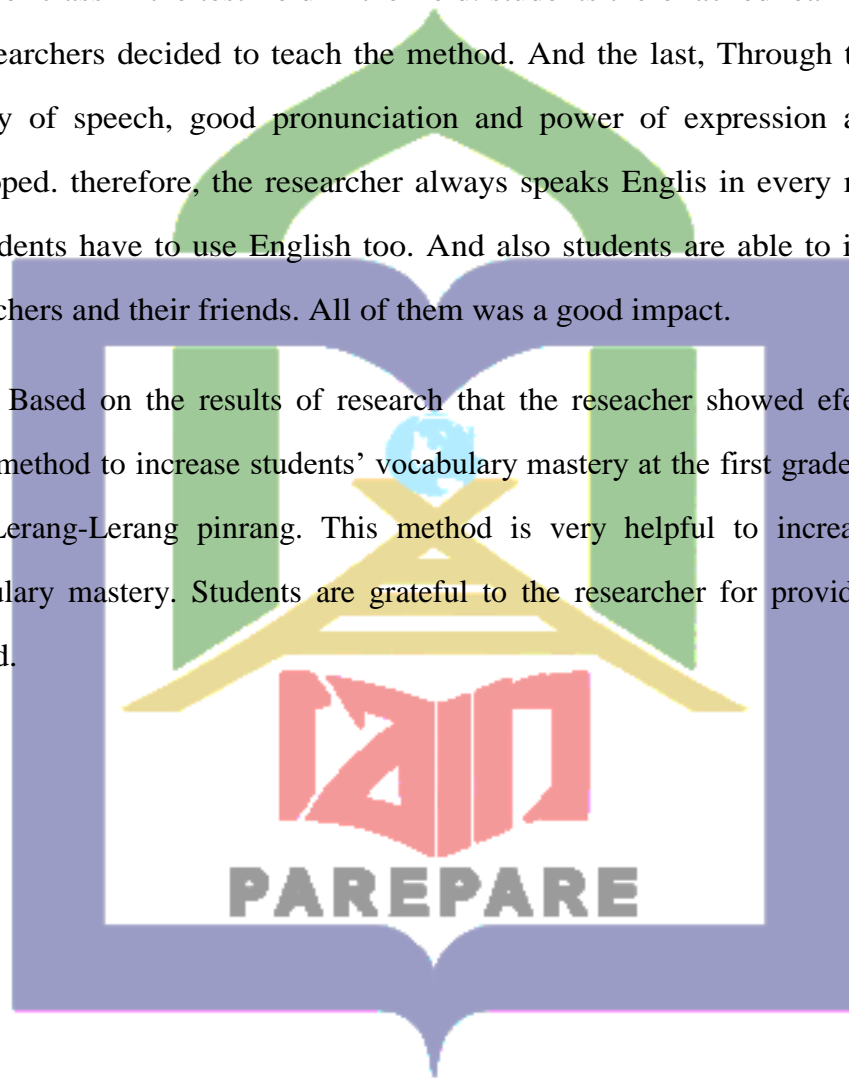 earchers decided to teach the method. And the last, Through t
y of speech, good pronunciation and power of expression a
ped. therefore, the researcher always speaks Englis in every
dents have to use English too. And also students are able to i
chers and their friends. All of them was a good impact.
Based on the results of research that the reseacher showed efe
method to increase students' vocabulary mastery at the first grade
Lerang-Lerang pinrang. This method is very helpful to increa
lary mastery. Students are grateful to the researcher for provid
d.
iain
PAREPARE